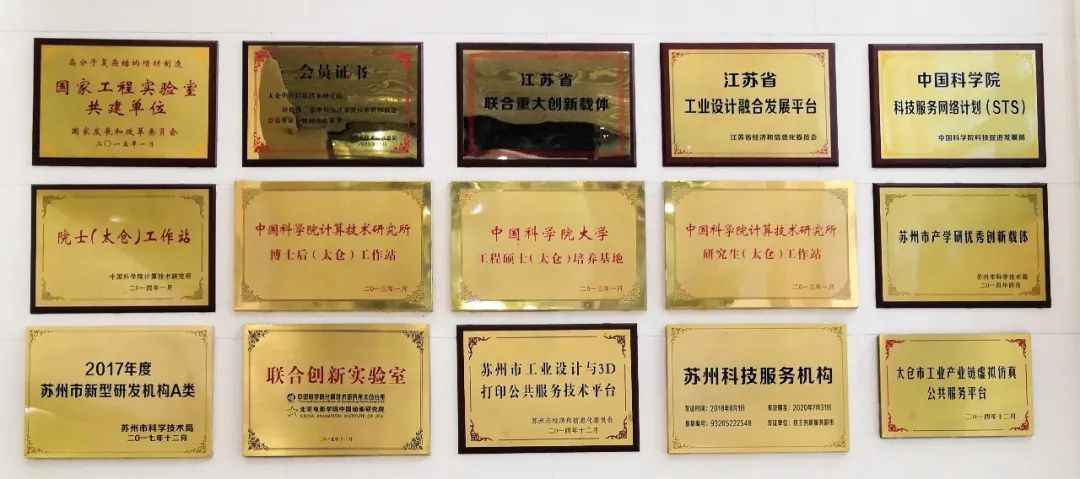 高分子复杂结构增材制造
国家工程实验室
共建单位
国家发展和改革委员会
二〇一五年一月
会员证书
江苏省
联合重大创新载体
江苏省
工业设计融合发展平台
江苏省经济和信息化委员会
中国科学院
科技服务网络计划(STS)
中国科学院科技促进发展局
院士(太仓)工作站
中国科学院计算技术研究所
二〇一四年一月
中国科学院计算技术研究所
博士后(太仓)工作站
二〇一三年一月
中国科学院大学
工程硕士(太仓)培养基地
二〇一三年一月
中国科学院计算技术研究所
研究生(太仓)工作站
二〇一三年一月
苏州市产学研优秀创新载体
苏州市科学技术局
2017年度
苏州市新型研发机构A类
苏州市科学技术局
二〇一七年十二月
联合创新实验室
北京电影学院中国动画研究院
CHINA ANIMATION INSTITUTE OF BFA
苏州市工业设计与3D
打印公共服务技术平台
苏州市经济和信息化委员会
二〇一四年十二月
苏州科技服务机构
发证时间:2018年8月1日
有效期至:2020年7月31日
备案编号:93205222548
太仓市工业产业链虚拟仿真
公共服务平台
二〇一四年十二月